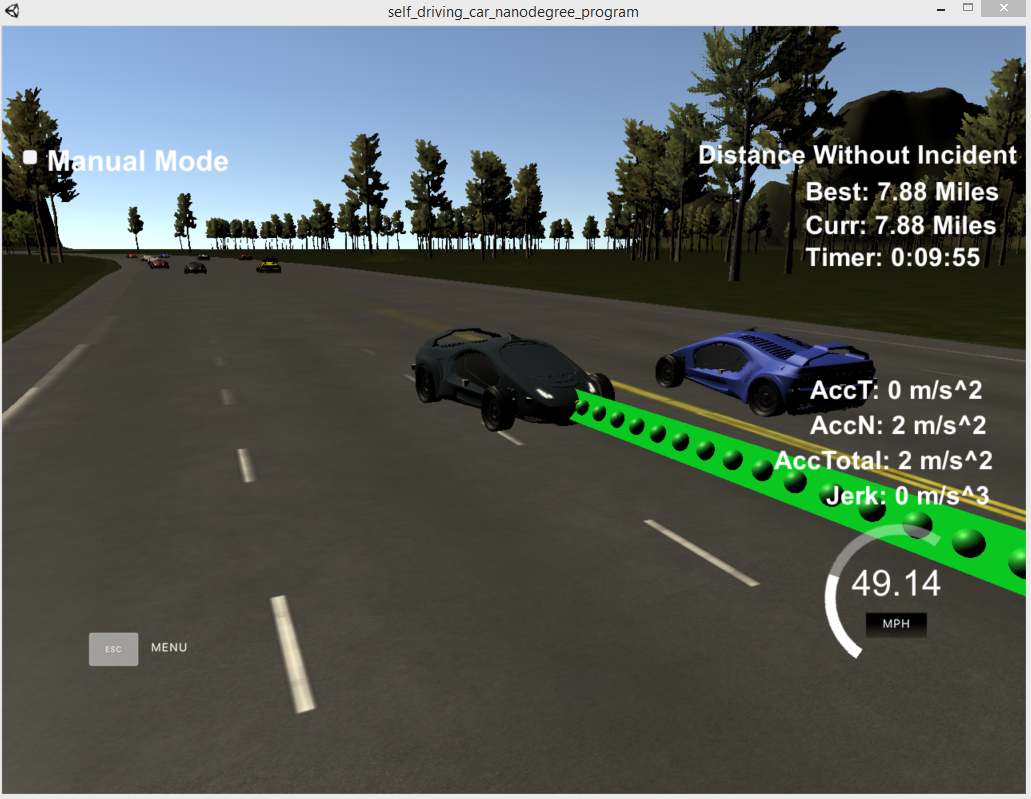 self_driving_car_nanodegree_program
Manual Mode
Distance Without Incident
Best: 7.88 Miles
Curr: 7.88 Miles
Timer: 0:09:55
AccT: 0 m/s^2
AccN: 2 m/s^2
AccTotal: 2 m/s^2
Jerk: 0 m/s^3
49.14
MPH
ESC MENU